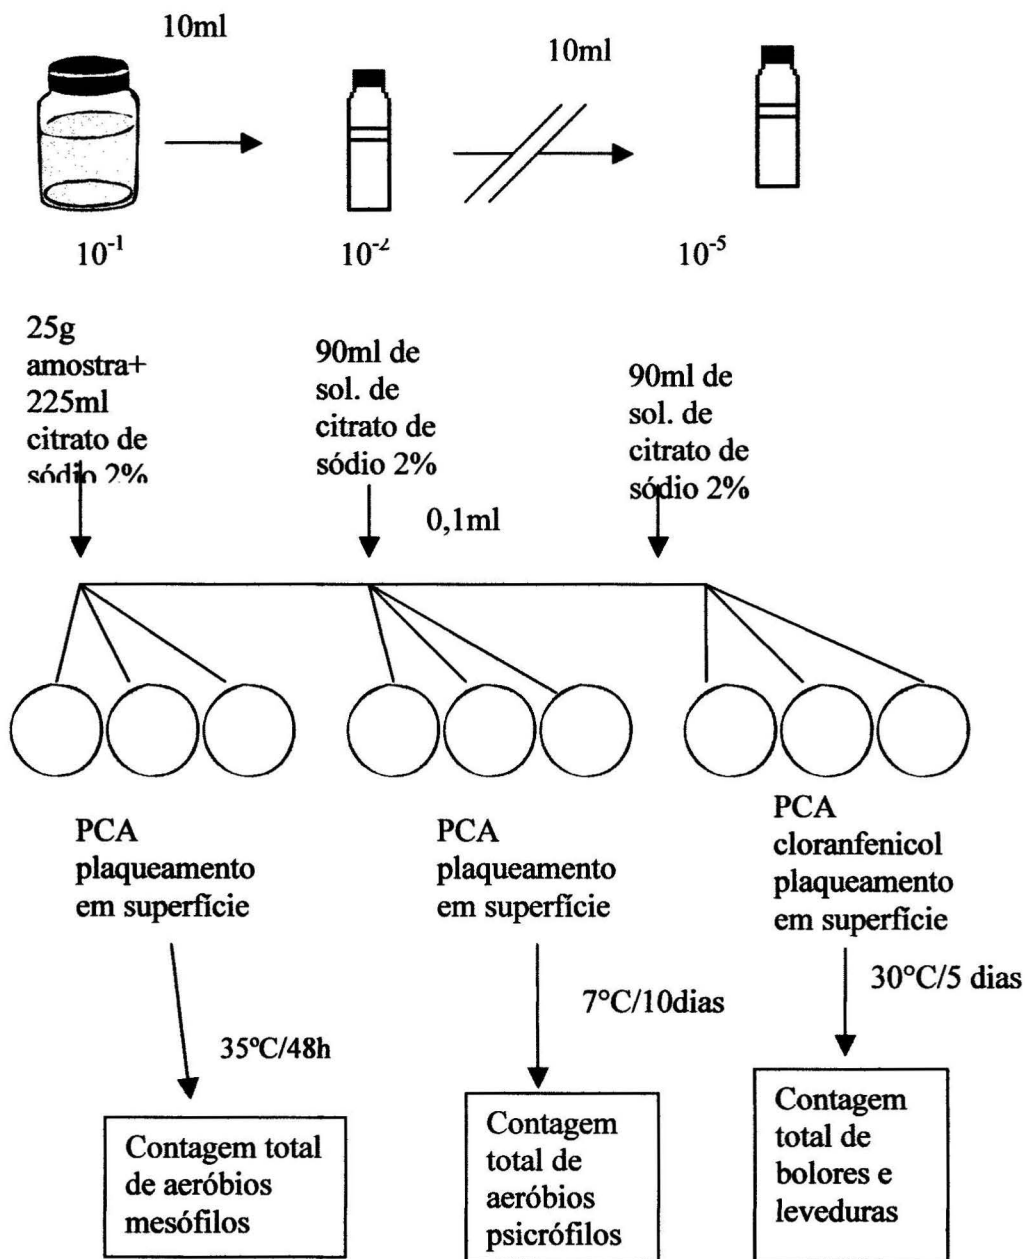 10ml
10ml
10⁻¹
10⁻²
10⁻⁵
25g
amostra+
225ml
citrato de
sódio 2%
90ml de
sol. de
citrato de
sódio 2%
90ml de
sol. de
citrato de
sódio 2%
0,1ml
PCA
plaqueamento
em superfície
PCA
plaqueamento
em superfície
PCA
cloranfenicol
plaqueamento
em superfície
35ºC/48h
7°C/10dias
30°C/5 dias
Contagem total
de aeróbios
mesófilos
Contagem
total de
aeróbios
psicrófilos
Contagem
total de
bolores e
leveduras